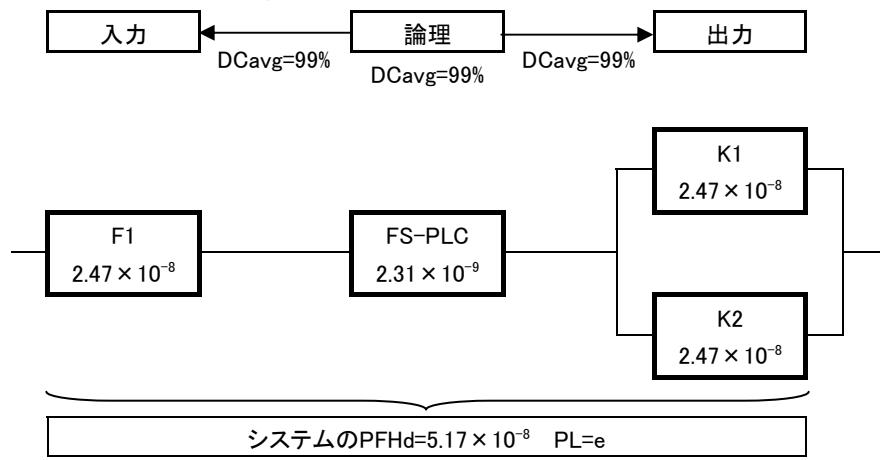 入力
論理
出力
DCavg=99%
DCavg=99%
DCavg=99%
K1
2.47×10⁻⁸
F1
2.47×10⁻⁸
FS-PLC
2.31×10⁻⁹
K2
2.47×10⁻⁸
システムのPFHd=5.17×10⁻⁸ PL=e